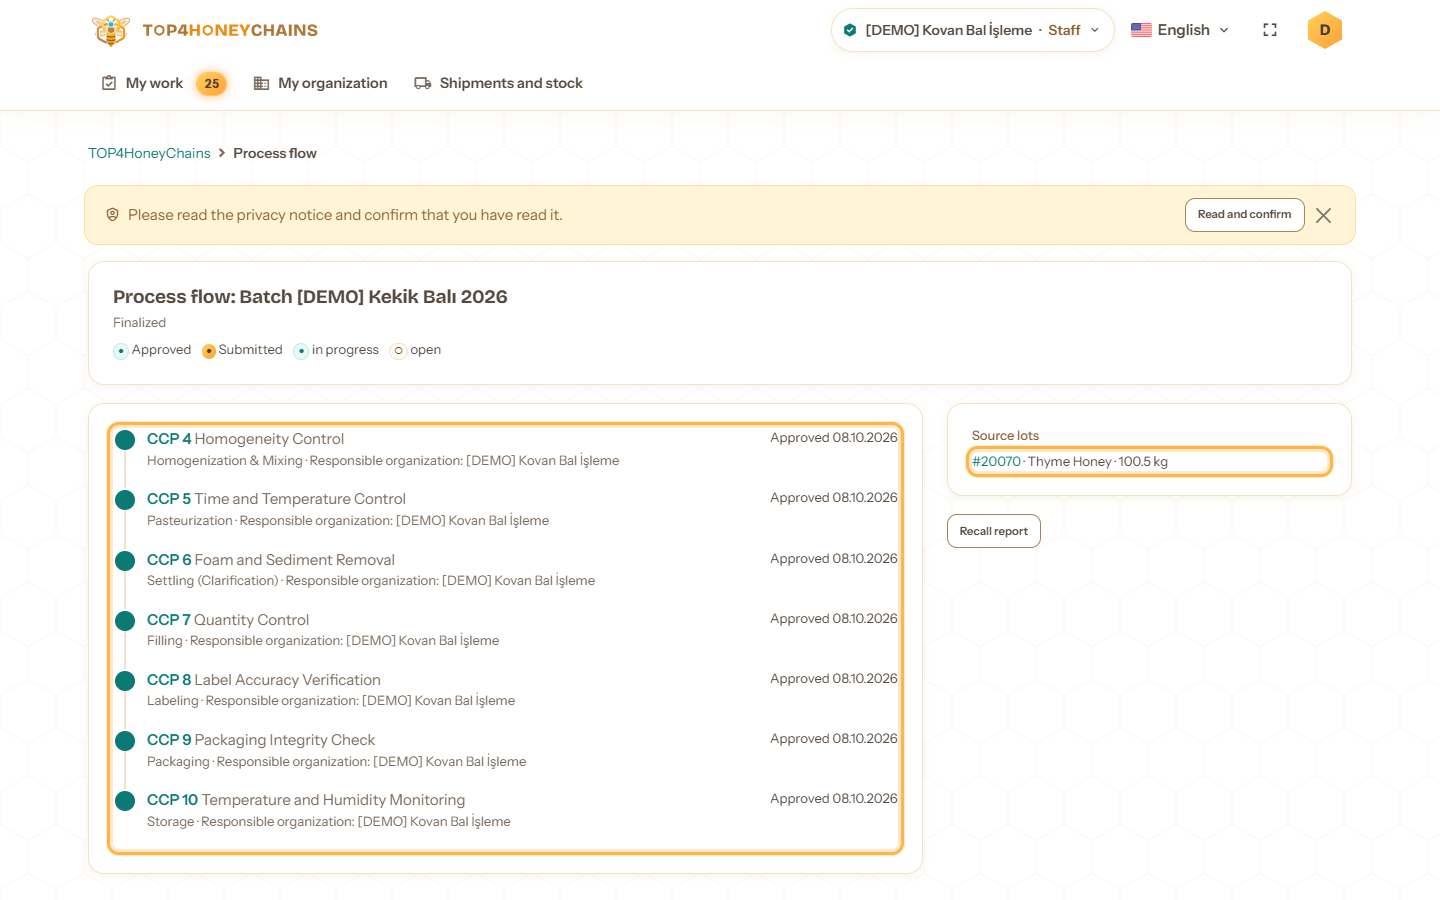 TOP4HONEYCHAINS
[DEMO] Kovan Bal İşleme · Staff
English
D
My work 25
My organization
Shipments and stock
TOP4HoneyChains > Process flow
Please read the privacy notice and confirm that you have read it.
Read and confirm
Process flow: Batch [DEMO] Kekik Balı 2026
Finalized
Approved Submitted in progress open
CCP 4 Homogeneity Control Approved 08.10.2026
Homogenization & Mixing · Responsible organization: [DEMO] Kovan Bal İşleme
CCP 5 Time and Temperature Control Approved 08.10.2026
Pasteurization · Responsible organization: [DEMO] Kovan Bal İşleme
CCP 6 Foam and Sediment Removal Approved 08.10.2026
Settling (Clarification) · Responsible organization: [DEMO] Kovan Bal İşleme
CCP 7 Quantity Control Approved 08.10.2026
Filling · Responsible organization: [DEMO] Kovan Bal İşleme
CCP 8 Label Accuracy Verification Approved 08.10.2026
Labeling · Responsible organization: [DEMO] Kovan Bal İşleme
CCP 9 Packaging Integrity Check Approved 08.10.2026
Packaging · Responsible organization: [DEMO] Kovan Bal İşleme
CCP 10 Temperature and Humidity Monitoring Approved 08.10.2026
Storage · Responsible organization: [DEMO] Kovan Bal İşleme
Source lots
#20070 · Thyme Honey · 100.5 kg
Recall report